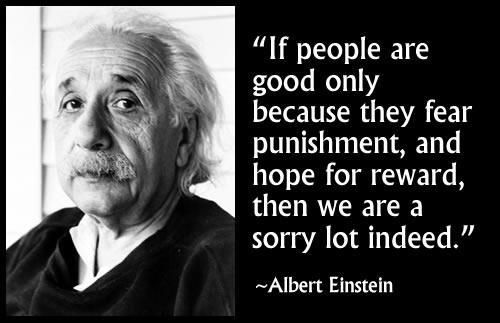 “If people are
good only
because they fear
punishment, and
hope for reward,
then we are a
sorry lot indeed.”
~Albert Einstein